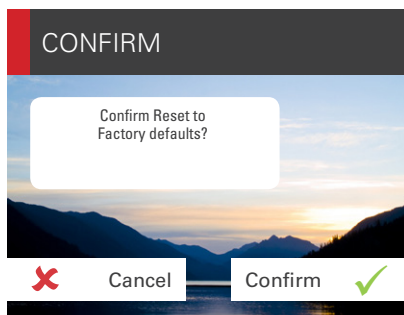 CONFIRM
Confirm Reset to
Factory defaults?
Cancel
Confirm